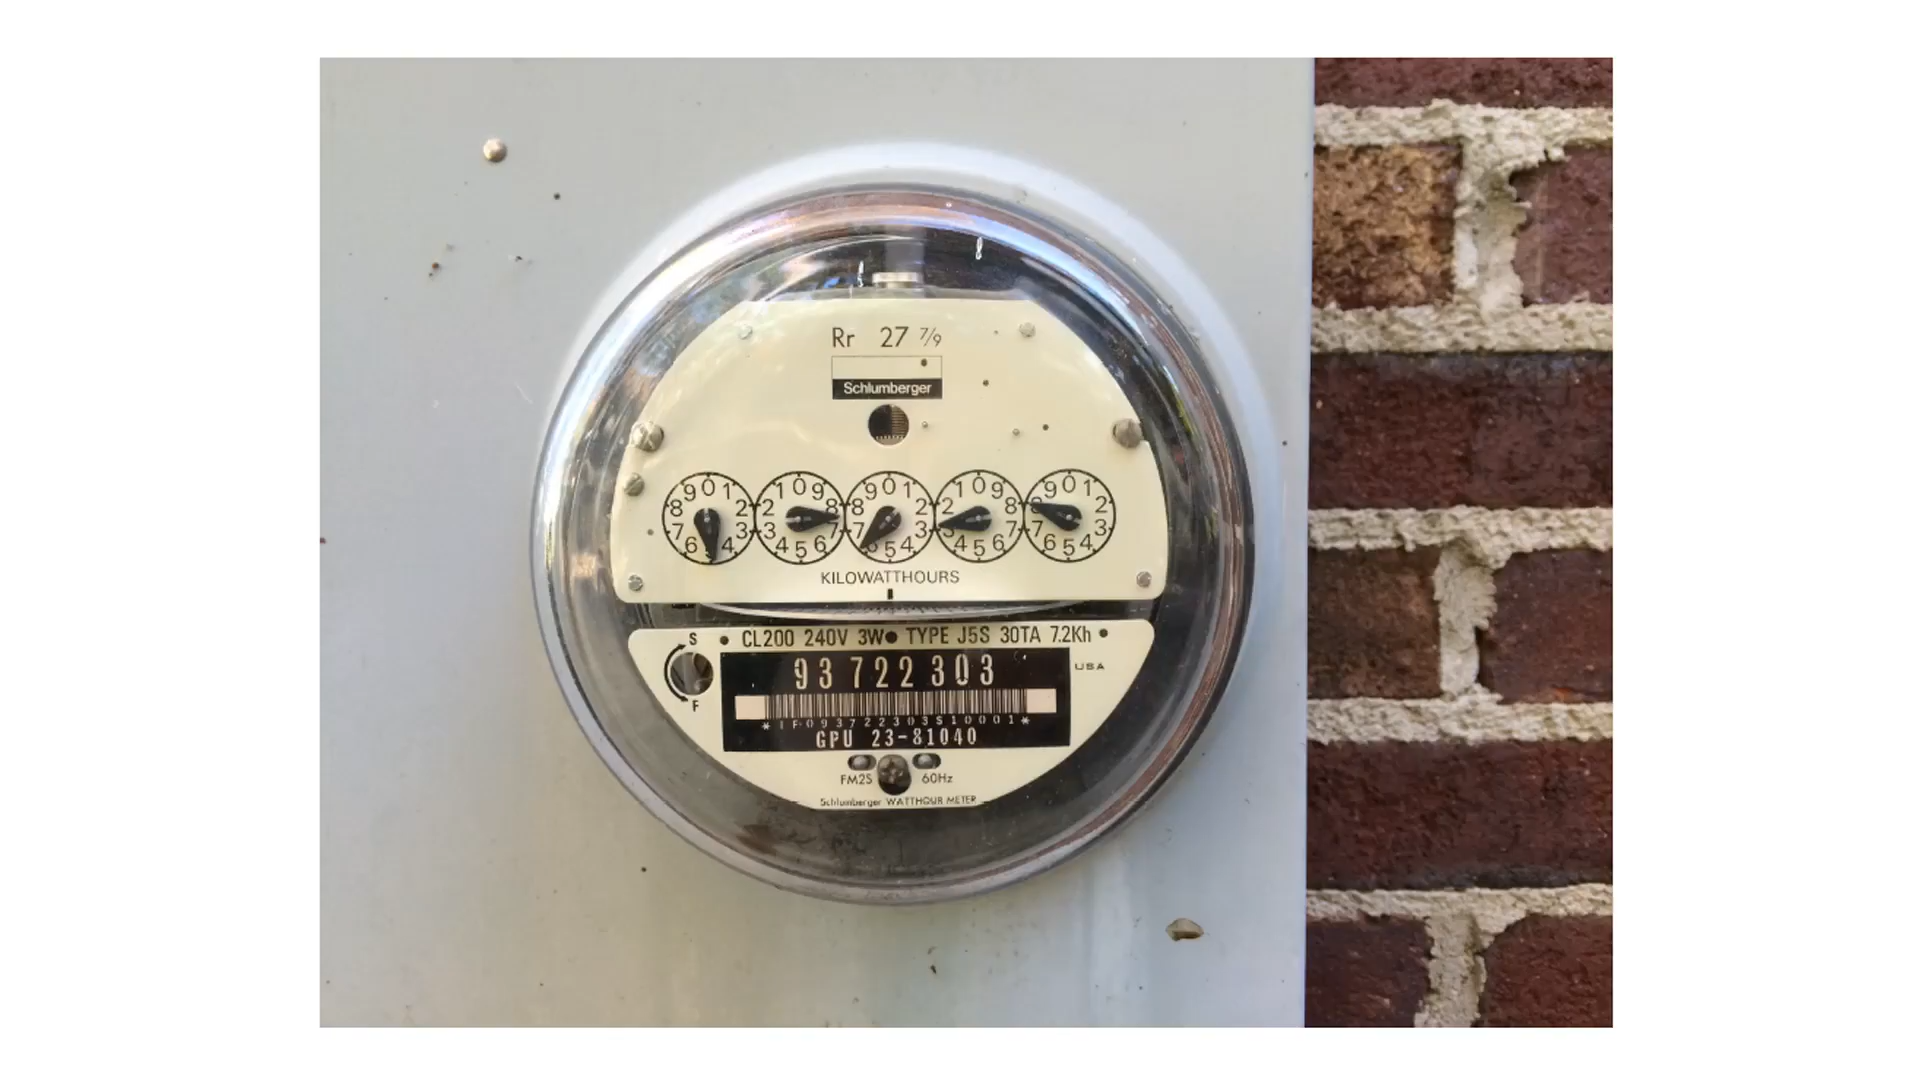 Rr 27 7/9
Schlumberger
9 0 1 1 0 9 9 0 1 1 0 9 9 0 1
8 2 2 8 8 2 2 8 8 2
7 3 3 7 7 3 3 7 7 3
6 4 4 5 6 6 5 4 4 5 6 6 5 4
KILOWATTHOURS
CL200 240V 3W TYPE J5S 30TA 7.2Kh
S
F
93 722 303
USA
*IF093722303S10001*
GPU 23-81040
FM2S 60Hz
Schlumberger WATTHOUR METER